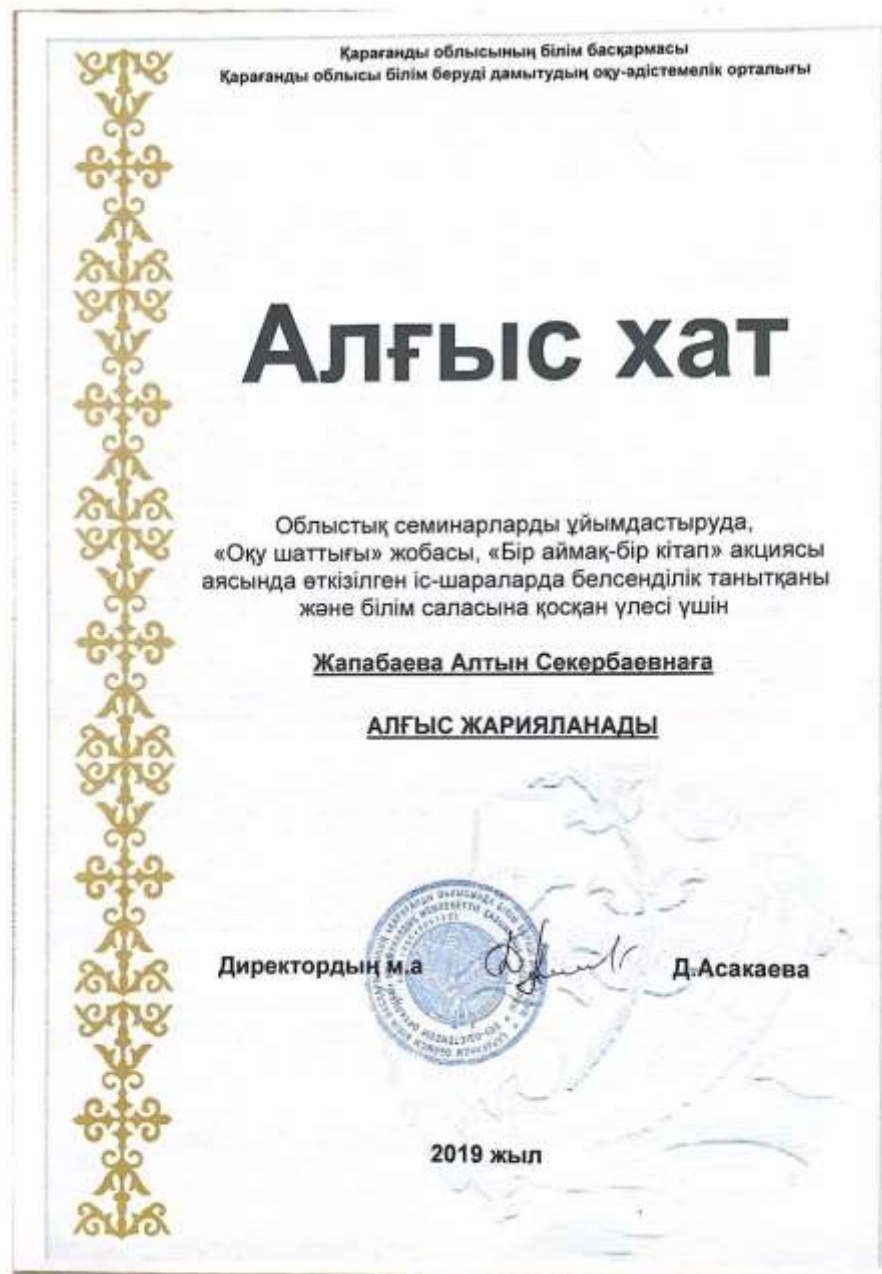 Қарағанды облысының білім басқармасы
Қарағанды облысы білім беруді дамытудың оқу-әдістемелік орталығы
Алғыс хат
Облыстық семинарларды ұйымдастыруда,
«Оқу шаттығы» жобасы, «Бір аймақ-бір кітап» акциясы
аясында өткізілген іс-шараларда белсенділік танытқаны
және білім саласына қосқан үлесі үшін
Жапабаева Алтын Секербаевнаға
АЛҒЫС ЖАРИЯЛАНАДЫ
Директордың м.а Д.Асакаева
2019 жыл